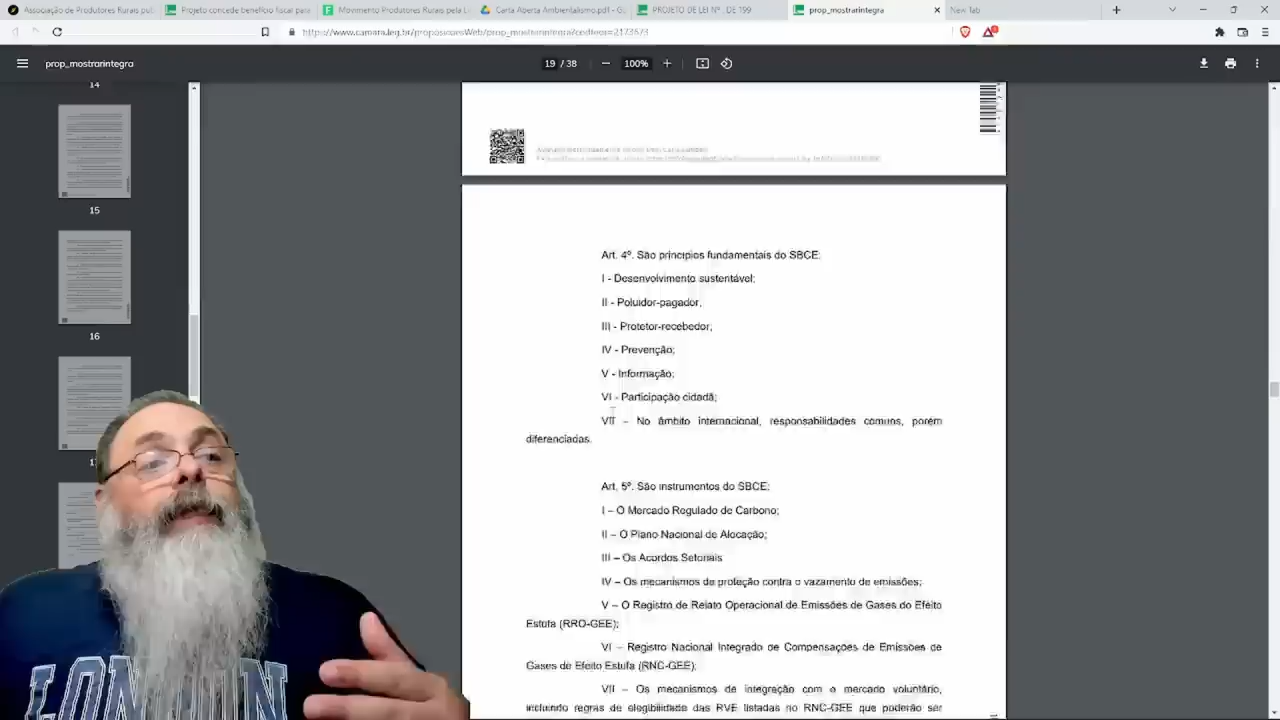 Associação de Produtores Rurais pul
Projeto concede benefício fiscal para
Movimento Produtores Rurais pela L
Carta Aberta Ambientalismo.pdf - G
PROJETO DE LEI Nº , DE 199
prop_mostrarintegra
New Tab
prop_mostrarintegra
19 / 38
100%
14
15
16
Art. 4º. São princípios fundamentais do SBCE:
I - Desenvolvimento sustentável;
II - Poluidor-pagador;
III - Protetor-recebedor;
IV - Prevenção;
V - Informação;
VI - Participação cidadã;
VII – No âmbito internacional, responsabilidades comuns, porém
diferenciadas.
Art. 5º. São instrumentos do SBCE:
I – O Mercado Regulado de Carbono;
II – O Plano Nacional de Alocação;
III – Os Acordos Setoriais
IV – Os mecanismos de proteção contra o vazamento de emissões;
V – O Registro de Relato Operacional de Emissões de Gases do Efeito
Estufa (RRO-GEE);
VI – Registro Nacional Integrado de Compensações de Emissões de
Gases de Efeito Estufa (RNC-GEE);
VII – Os mecanismos de integração com o mercado voluntário,
incluindo regras de elegibilidade das RVE listadas no RNC-GEE que poderão ser